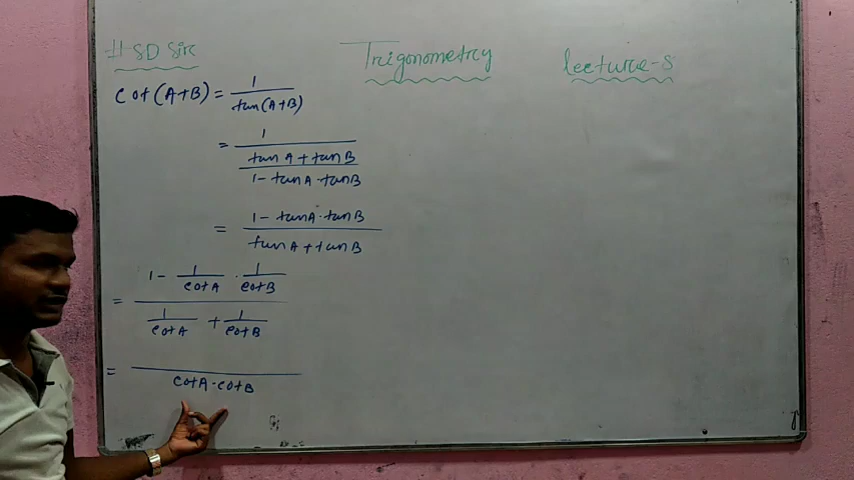 # SD Sir Trigonometry lecture-5
cot(A+B) = 1 / tan(A+B)
= 1 / ((tanA + tanB) / (1 - tanA · tanB))
= (1 - tanA · tanB) / (tanA + tanB)
= (1 - 1/cotA · 1/cotB) / (1/cotA + 1/cotB)
= / cotA · cotB